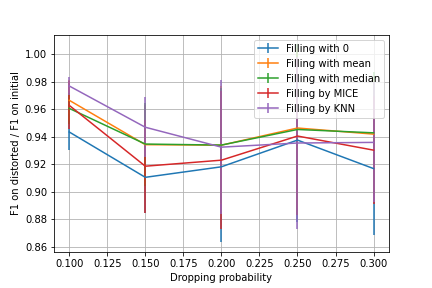 1.00
0.98
0.96
0.94
0.92
0.90
0.88
0.86
F1 on distorted / F1 on initial
Filling with 0
Filling with mean
Filling with median
Filling by MICE
Filling by KNN
0.100 0.125 0.150 0.175 0.200 0.225 0.250 0.275 0.300
Dropping probability